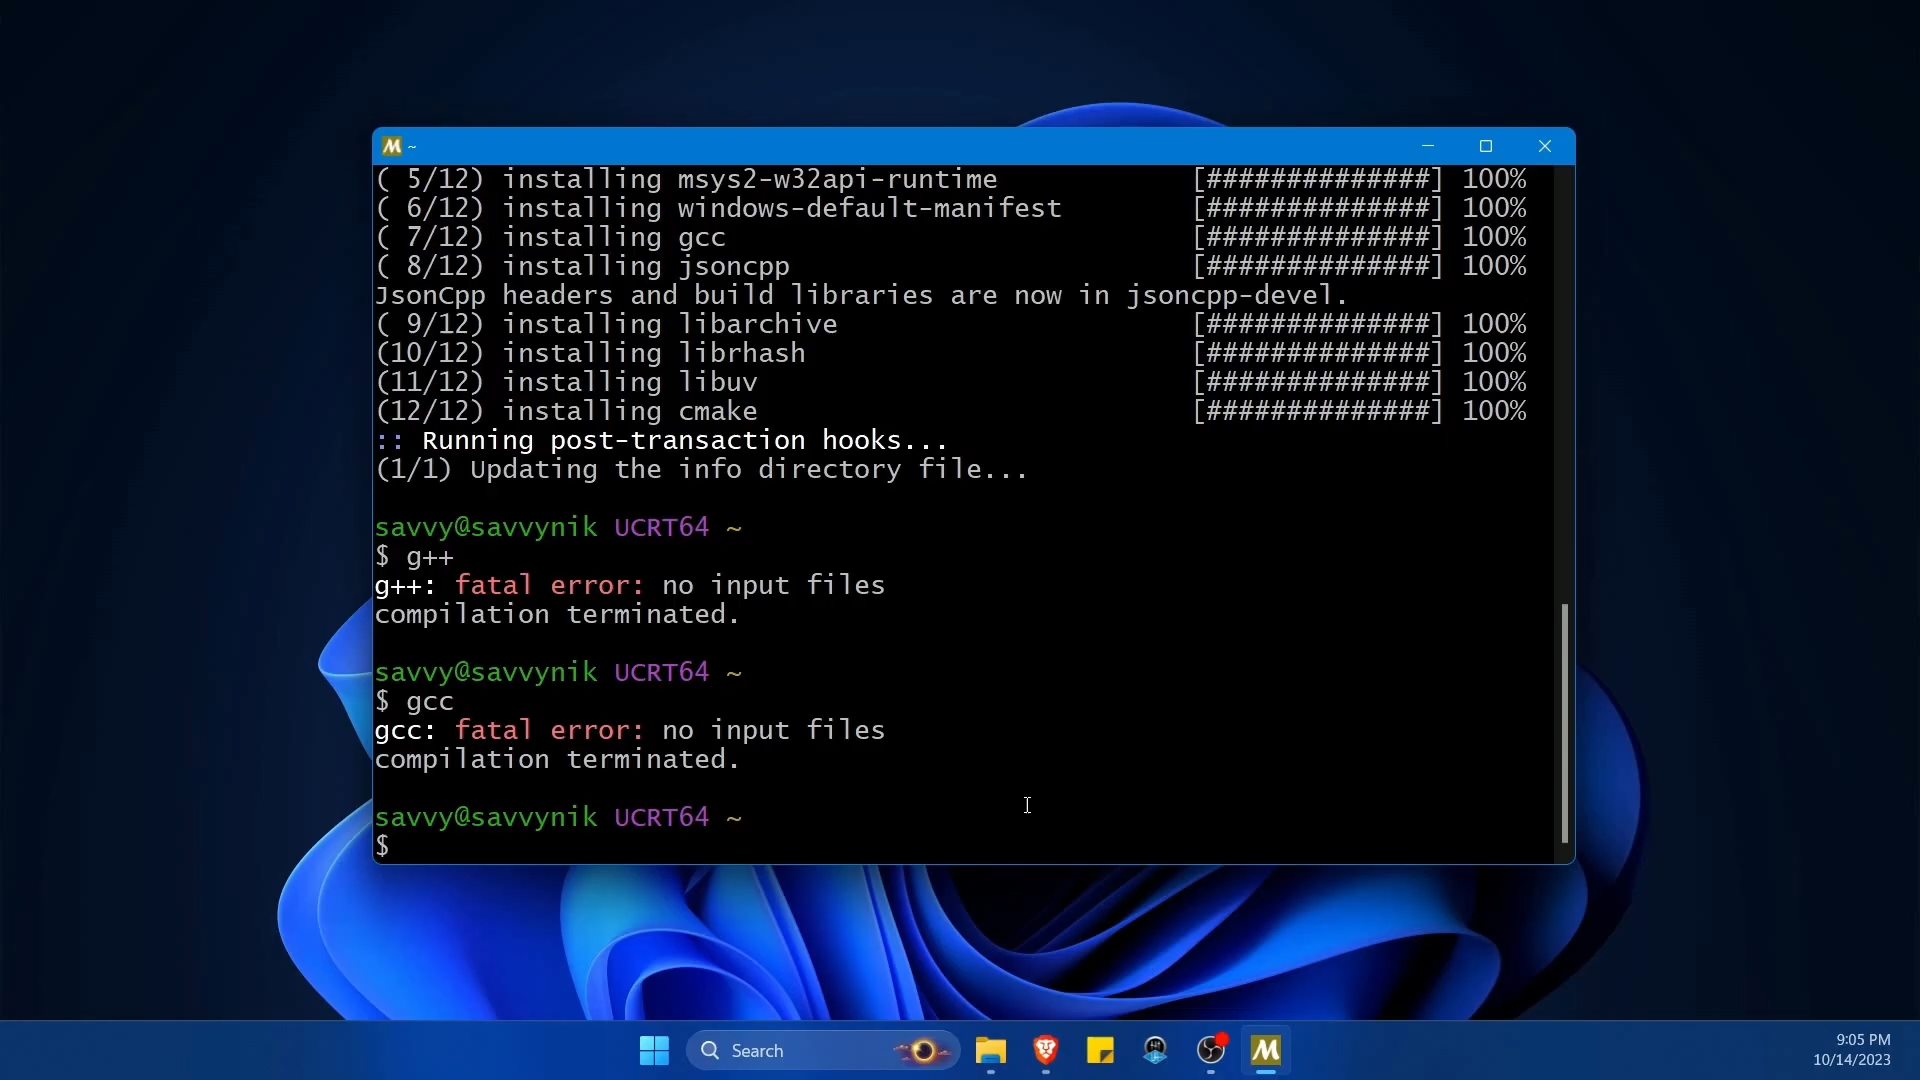 ~
( 5/12) installing msys2-w32api-runtime [##############] 100%
( 6/12) installing windows-default-manifest [##############] 100%
( 7/12) installing gcc [##############] 100%
( 8/12) installing jsoncpp [##############] 100%
JsonCpp headers and build libraries are now in jsoncpp-devel.
( 9/12) installing libarchive [##############] 100%
(10/12) installing librhash [##############] 100%
(11/12) installing libuv [##############] 100%
(12/12) installing cmake [##############] 100%
:: Running post-transaction hooks...
(1/1) Updating the info directory file...
savvy@savvynik UCRT64 ~
$ g++
g++: fatal error: no input files
compilation terminated.
savvy@savvynik UCRT64 ~
$ gcc
gcc: fatal error: no input files
compilation terminated.
savvy@savvynik UCRT64 ~
$
Search
9:05 PM
10/14/2023